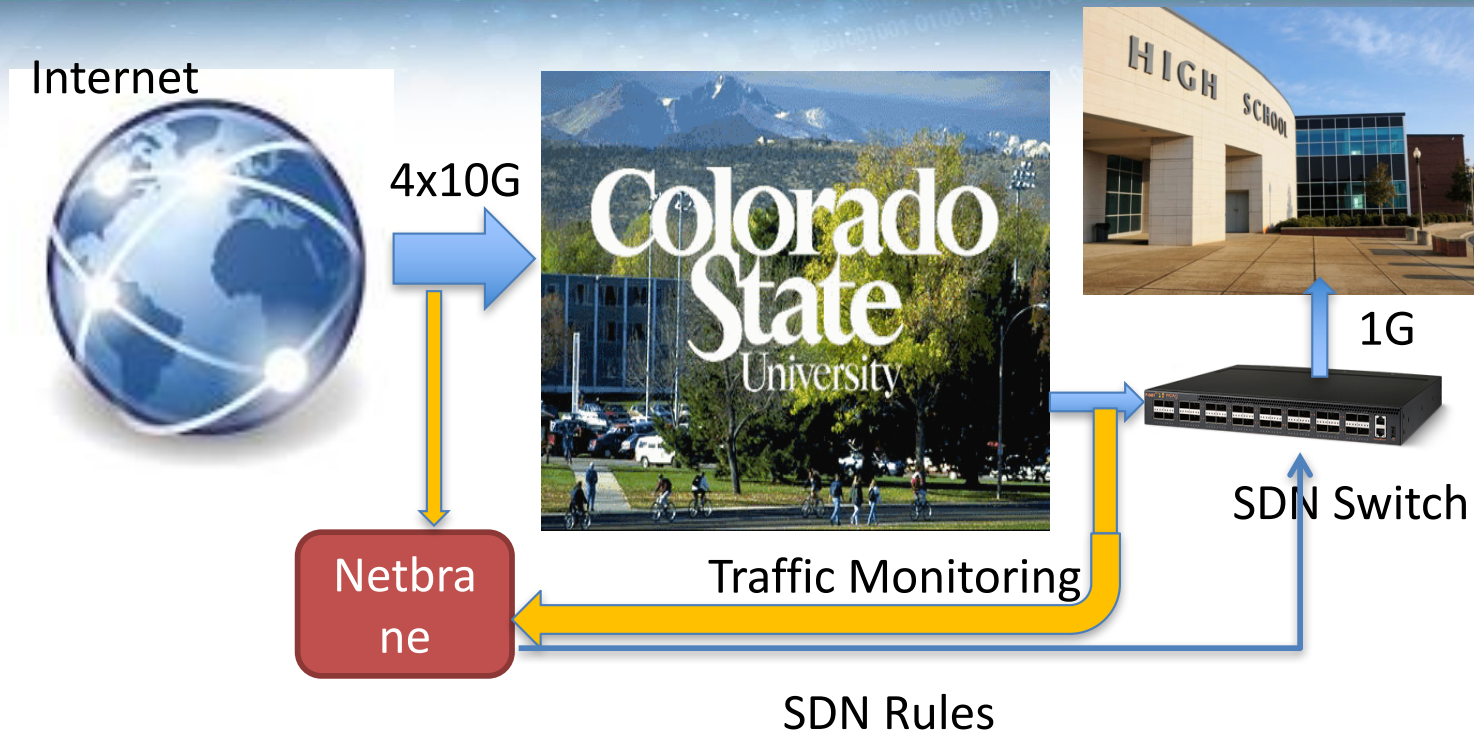 Internet
4x10G
Colorado
State
University
HIGH SCHOOL
1G
SDN Switch
Netbra
ne
Traffic Monitoring
SDN Rules